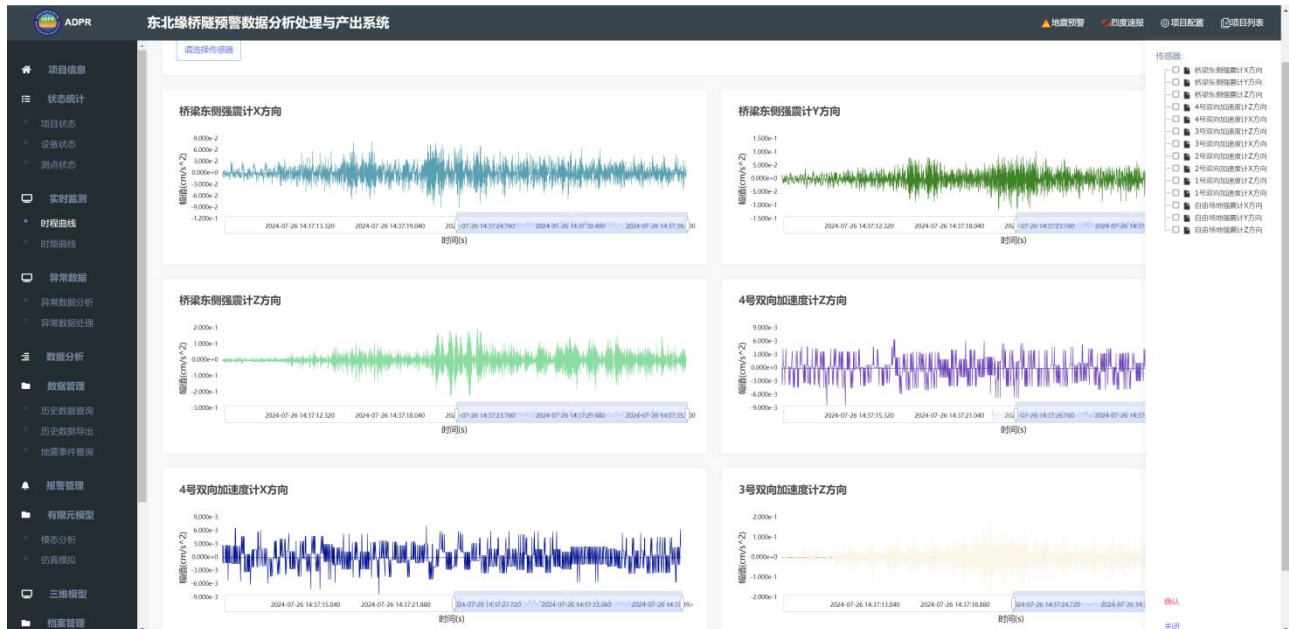 ADPR
东北缘桥隧预警数据分析处理与产出系统
地震预警
烈度速报
项目配置
项目列表
项目信息
状态统计
项目状态
设备状态
测点状态
实时监测
时程曲线
时频曲线
异常数据
异常数据分析
异常数据处理
数据分析
数据管理
历史数据查询
历史数据导出
地震事件查询
报警管理
有限元模型
模态分析
仿真模拟
三维模型
档案管理
请选择传感器
桥梁东侧强震计X方向
幅值(cm/s^2)
9.000e-2
6.000e-2
3.000e-2
0.000e+0
-3.000e-2
-6.000e-2
-9.000e-2
-1.200e-1
2024-07-26 14:37:13.320
2024-07-26 14:37:19.040
时间(s)
桥梁东侧强震计Y方向
幅值(cm/s^2)
1.500e-1
1.000e-1
5.000e-2
0.000e+0
-5.000e-2
-1.000e-1
-1.500e-1
2024-07-26 14:37:12.320
2024-07-26 14:37:18.040
时间(s)
桥梁东侧强震计Z方向
幅值(cm/s^2)
2.000e-1
1.000e-1
0.000e+0
-1.000e-1
-2.000e-1
-3.000e-1
2024-07-26 14:37:12.320
2024-07-26 14:37:18.040
时间(s)
4号双向加速度计Z方向
幅值(cm/s^2)
9.000e-3
6.000e-3
3.000e-3
0.000e+0
-3.000e-3
-6.000e-3
-9.000e-3
2024-07-26 14:37:15.320
2024-07-26 14:37:21.040
时间(s)
4号双向加速度计X方向
幅值(cm/s^2)
9.000e-3
6.000e-3
3.000e-3
0.000e+0
-3.000e-3
-6.000e-3
-9.000e-3
2024-07-26 14:37:15.040
2024-07-26 14:37:21.880
时间(s)
3号双向加速度计Z方向
幅值(cm/s^2)
2.000e-1
1.000e-1
0.000e+0
-1.000e-1
-2.000e-1
2024-07-26 14:37:13.040
2024-07-26 14:37:18.880
时间(s)
传感器:
桥梁东侧强震计X方向
桥梁东侧强震计Y方向
桥梁东侧强震计Z方向
4号双向加速度计Z方向
4号双向加速度计X方向
3号双向加速度计Z方向
3号双向加速度计X方向
2号双向加速度计Z方向
2号双向加速度计X方向
1号双向加速度计Z方向
1号双向加速度计X方向
自由场地强震计X方向
自由场地强震计Y方向
自由场地强震计Z方向
确认
关闭